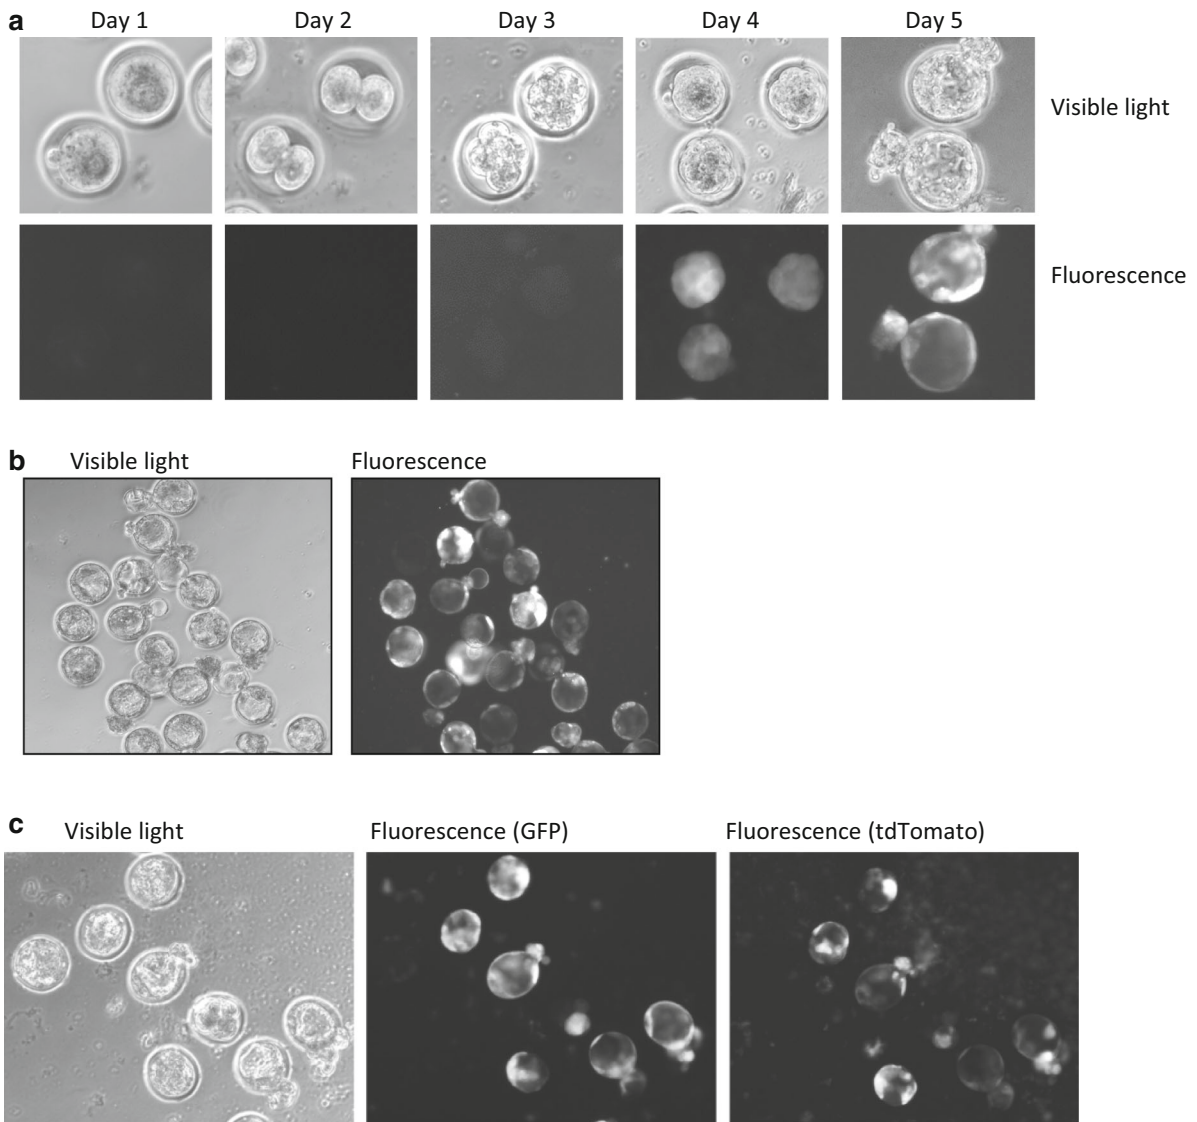 a
Day 1 Day 2 Day 3 Day 4 Day 5
Visible light
Fluorescence
b
Visible light Fluorescence
c
Visible light Fluorescence (GFP) Fluorescence (tdTomato)